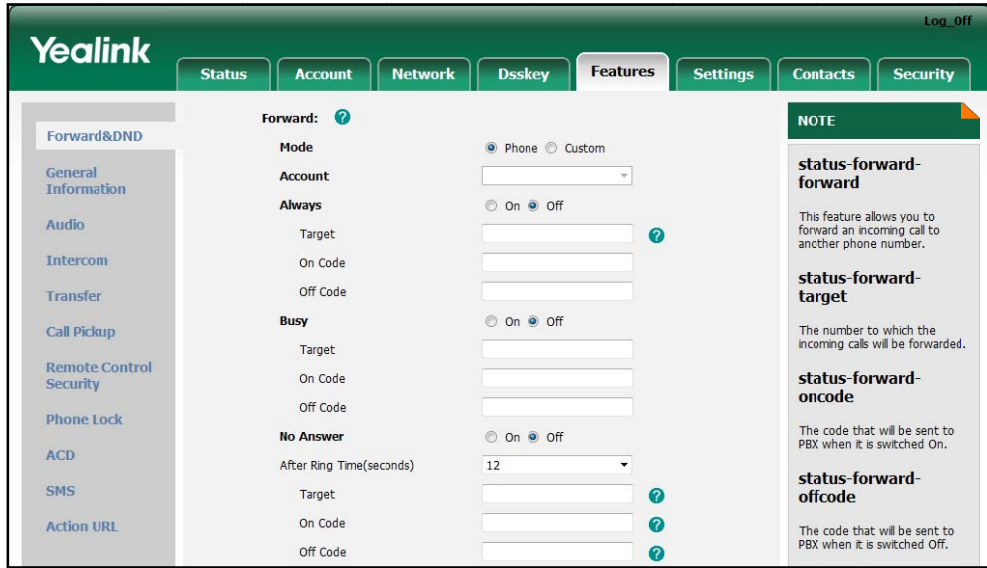 Log_Off
Yealink
Status Account Network Dsskey Features Settings Contacts Security
Forward&DND
General
Information
Audio
Intercom
Transfer
Call Pickup
Remote Control
Security
Phone Lock
ACD
SMS
Action URL
Forward: ?
Mode Phone Custom
Account
Always On Off
Target ?
On Code
Off Code
Busy On Off
Target
On Code
Off Code
No Answer On Off
After Ring Time(seconds) 12
Target ?
On Code ?
Off Code ?
NOTE
status-forward-
forward
This feature allows you to
forward an incoming call to
another phone number.
status-forward-
target
The number to which the
incoming calls will be forwarded.
status-forward-
oncode
The code that will be sent to
PBX when it is switched On.
status-forward-
offcode
The code that will be sent to
PBX when it is switched Off.